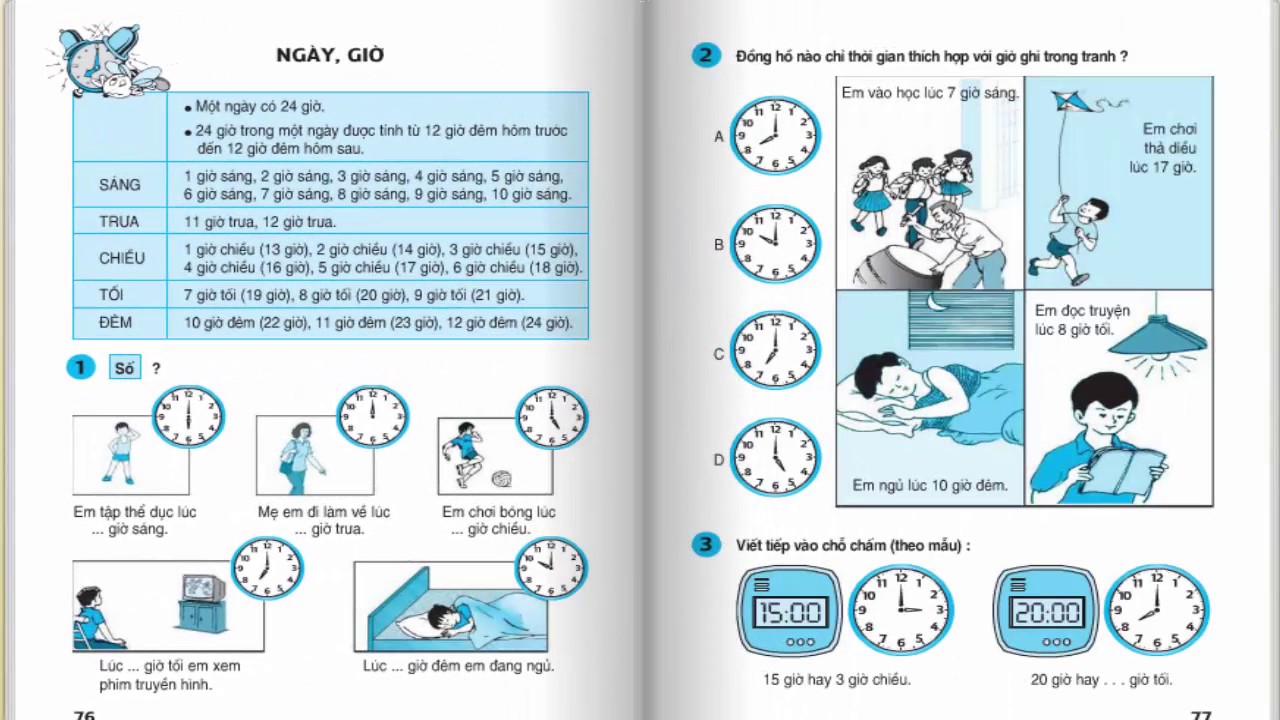 NGÀY, GIỜ
● Một ngày có 24 giờ.
● 24 giờ trong một ngày được tính từ 12 giờ đêm hôm trước
đến 12 giờ đêm hôm sau.
SÁNG
1 giờ sáng, 2 giờ sáng, 3 giờ sáng, 4 giờ sáng, 5 giờ sáng,
6 giờ sáng, 7 giờ sáng, 8 giờ sáng, 9 giờ sáng, 10 giờ sáng.
TRƯA
11 giờ trưa, 12 giờ trưa.
CHIỀU
1 giờ chiều (13 giờ), 2 giờ chiều (14 giờ), 3 giờ chiều (15 giờ),
4 giờ chiều (16 giờ), 5 giờ chiều (17 giờ), 6 giờ chiều (18 giờ).
TỐI
7 giờ tối (19 giờ), 8 giờ tối (20 giờ), 9 giờ tối (21 giờ).
ĐÊM
10 giờ đêm (22 giờ), 11 giờ đêm (23 giờ), 12 giờ đêm (24 giờ).
1 Số ?
Em tập thể dục lúc
... giờ sáng.
Mẹ em đi làm về lúc
... giờ trưa.
Em chơi bóng lúc
... giờ chiều.
Lúc ... giờ tối em xem
phim truyền hình.
Lúc ... giờ đêm em đang ngủ.
76
2 Đồng hồ nào chỉ thời gian thích hợp với giờ ghi trong tranh ?
A
B
C
D
Em vào học lúc 7 giờ sáng.
Em chơi
thả diều
lúc 17 giờ.
Em ngủ lúc 10 giờ đêm.
Em đọc truyện
lúc 8 giờ tối.
3 Viết tiếp vào chỗ chấm (theo mẫu) :
15:00
20:00
15 giờ hay 3 giờ chiều.
20 giờ hay . . . giờ tối.
77